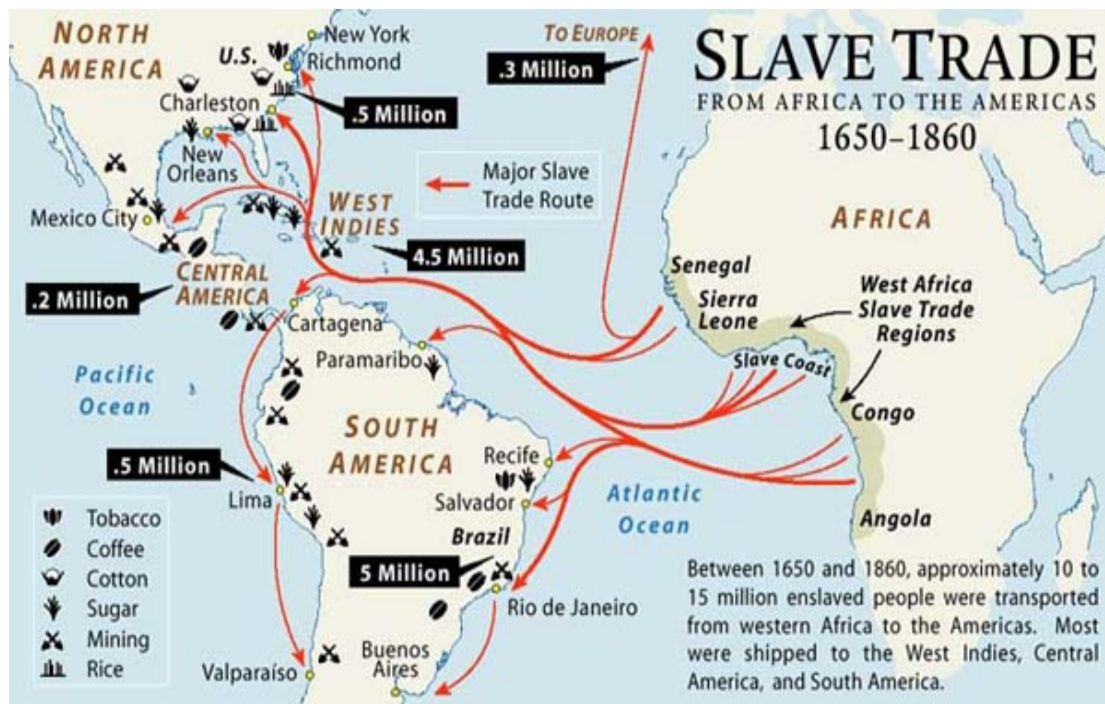 SLAVE TRADE
FROM AFRICA TO THE AMERICAS
1650–1860
NORTH
AMERICA
U.S.
New York
Richmond
.5 Million
Charleston
New
Orleans
Mexico City
WEST
INDIES
4.5 Million
CENTRAL
AMERICA
.2 Million
TO EUROPE
.3 Million
Major Slave
Trade Route
AFRICA
Senegal
Sierra
Leone
West Africa
Slave Trade
Regions
Slave Coast
Congo
Angola
Cartagena
Paramaribo
Pacific
Ocean
SOUTH
AMERICA
Recife
Salvador
Brazil
5 Million
Rio de Janeiro
Atlantic
Ocean
.5 Million
Lima
Valparaíso
Buenos
Aires
Tobacco
Coffee
Cotton
Sugar
Mining
Rice
Between 1650 and 1860, approximately 10 to
15 million enslaved people were transported
from western Africa to the Americas. Most
were shipped to the West Indies, Central
America, and South America.